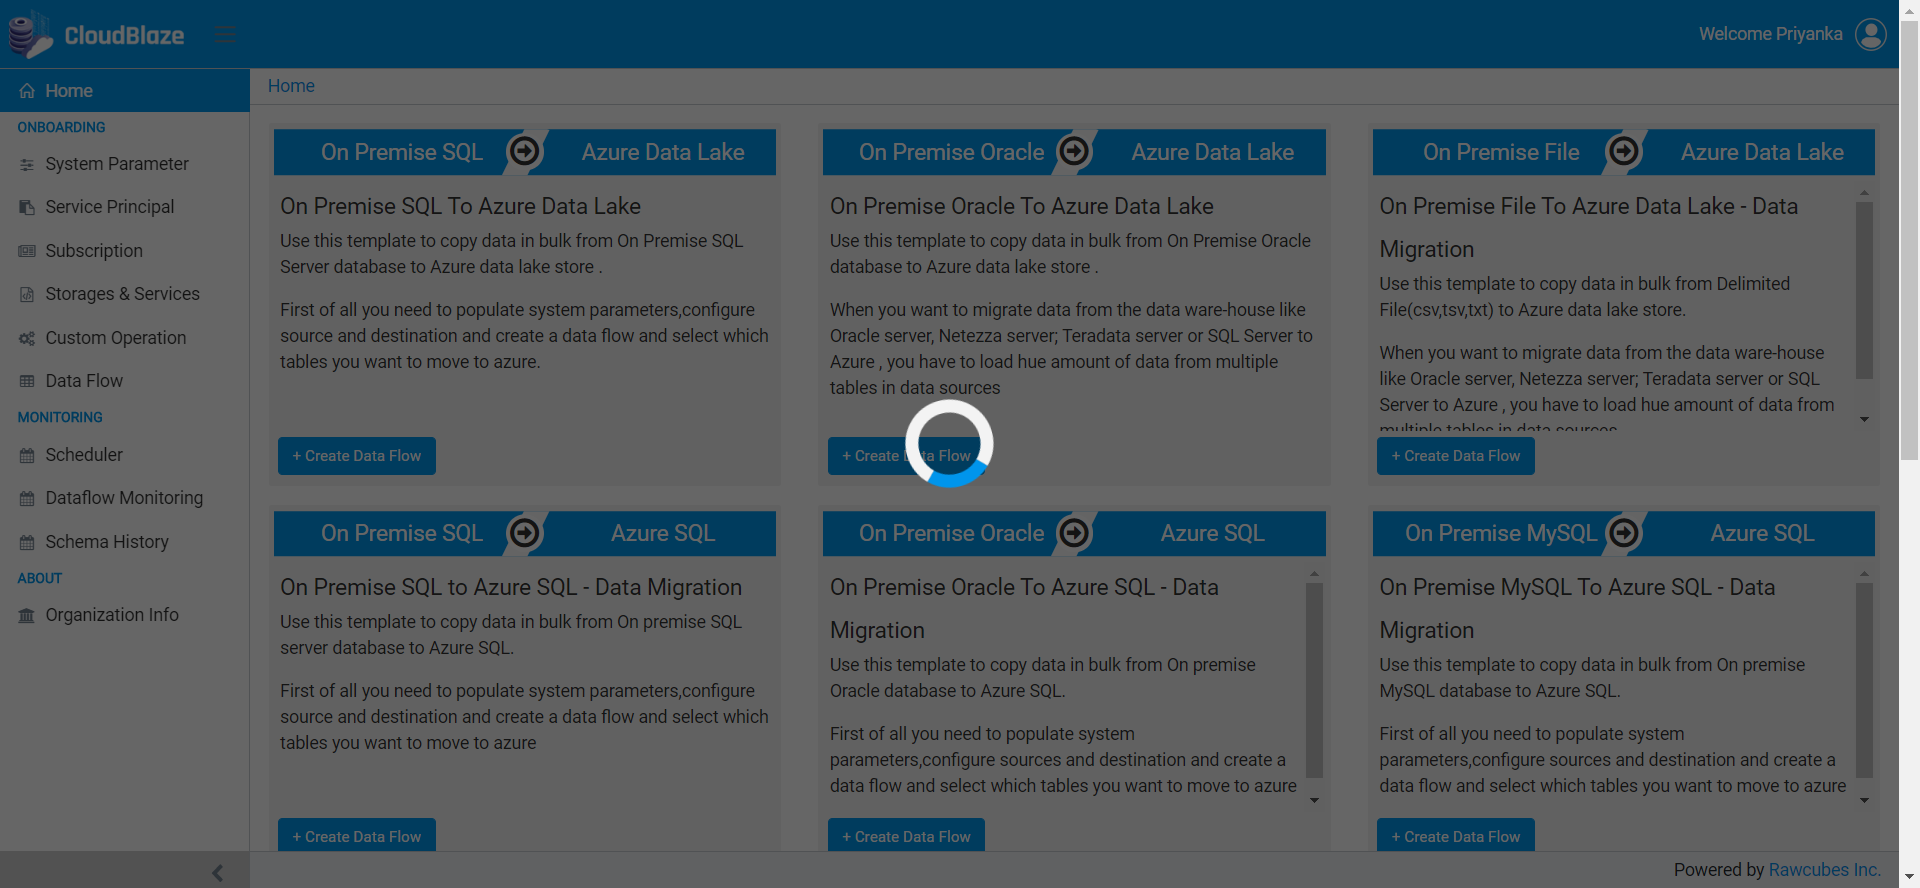 CloudBlaze
Welcome Priyanka
Home
ONBOARDING
System Parameter
Service Principal
Subscription
Storages & Services
Custom Operation
Data Flow
MONITORING
Scheduler
Dataflow Monitoring
Schema History
ABOUT
Organization Info
Home
On Premise SQL
Azure Data Lake
On Premise SQL To Azure Data Lake
Use this template to copy data in bulk from On Premise SQL
Server database to Azure data lake store .
First of all you need to populate system parameters,configure
source and destination and create a data flow and select which
tables you want to move to azure.
+ Create Data Flow
On Premise Oracle
Azure Data Lake
On Premise Oracle To Azure Data Lake
Use this template to copy data in bulk from On Premise Oracle
database to Azure data lake store .
When you want to migrate data from the data ware-house like
Oracle server, Netezza server; Teradata server or SQL Server to
Azure , you have to load hue amount of data from multiple
tables in data sources
+ Create Data Flow
On Premise File
Azure Data Lake
On Premise File To Azure Data Lake - Data
Migration
Use this template to copy data in bulk from Delimited
File(csv,tsv,txt) to Azure data lake store.
When you want to migrate data from the data ware-house
like Oracle server, Netezza server; Teradata server or SQL
Server to Azure , you have to load hue amount of data from
multiple tables in data sources
+ Create Data Flow
On Premise SQL
Azure SQL
On Premise SQL to Azure SQL - Data Migration
Use this template to copy data in bulk from On premise SQL
server database to Azure SQL.
First of all you need to populate system parameters,configure
source and destination and create a data flow and select which
tables you want to move to azure
+ Create Data Flow
On Premise Oracle
Azure SQL
On Premise Oracle To Azure SQL - Data
Migration
Use this template to copy data in bulk from On premise
Oracle database to Azure SQL.
First of all you need to populate system
parameters,configure sources and destination and create a
data flow and select which tables you want to move to azure
+ Create Data Flow
On Premise MySQL
Azure SQL
On Premise MySQL To Azure SQL - Data
Migration
Use this template to copy data in bulk from On premise
MySQL database to Azure SQL.
First of all you need to populate system
parameters,configure sources and destination and create a
data flow and select which tables you want to move to azure
+ Create Data Flow
Powered by Rawcubes Inc.